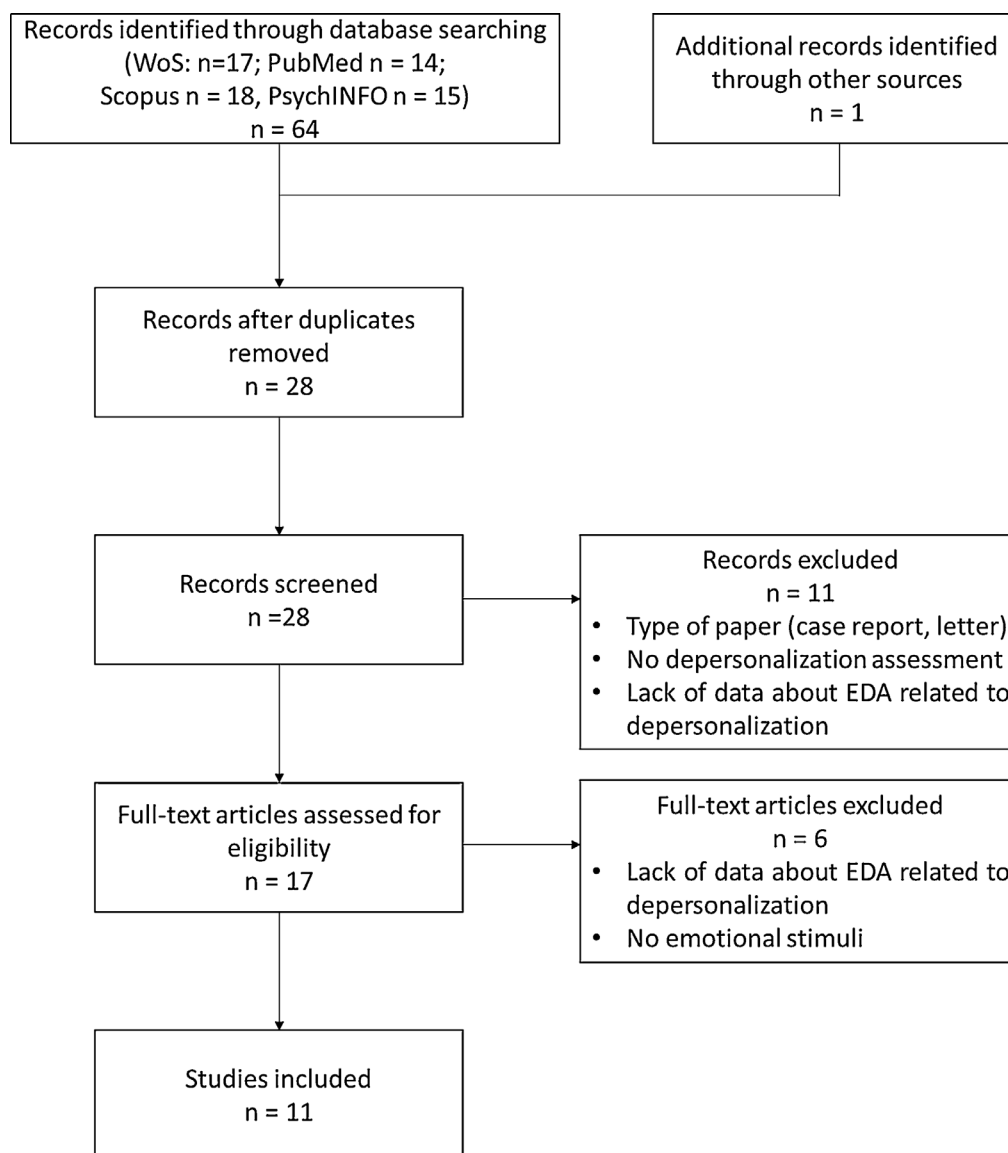 Records identified through database searching
(WoS: n=17; PubMed n = 14;
Scopus n = 18, PsychINFO n = 15)
n = 64
Additional records identified
through other sources
n = 1
Records after duplicates
removed
n = 28
Records screened
n =28
Records excluded
n = 11
• Type of paper (case report, letter)
• No depersonalization assessment
• Lack of data about EDA related to
depersonalization
Full-text articles assessed for
eligibility
n = 17
Full-text articles excluded
n = 6
• Lack of data about EDA related to
depersonalization
• No emotional stimuli
Studies included
n = 11